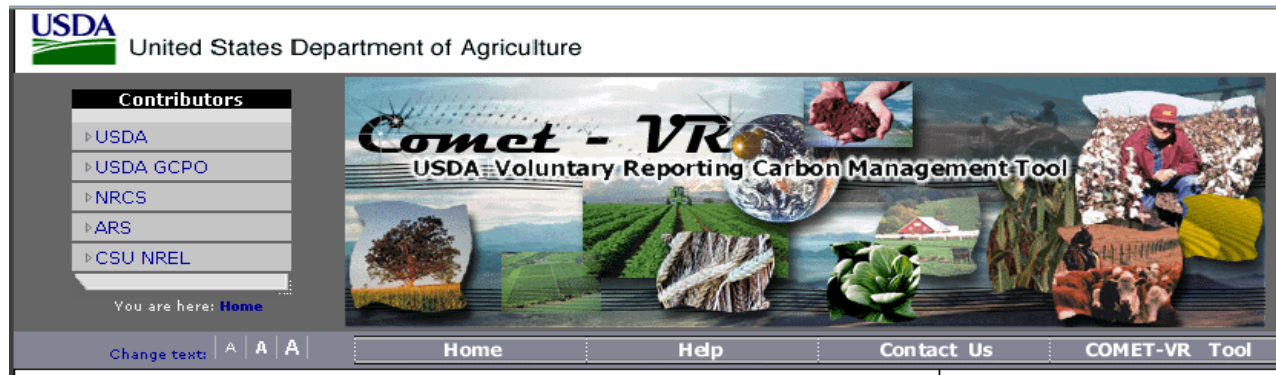 USDA
United States Department of Agriculture
Contributors
USDA
USDA GCPO
NRCS
ARS
CSU NREL
You are here: Home
Change text: A A A
Comet - VR
USDA-Voluntary Reporting Carbon Management Tool
Home Help Contact Us COMET-VR Tool